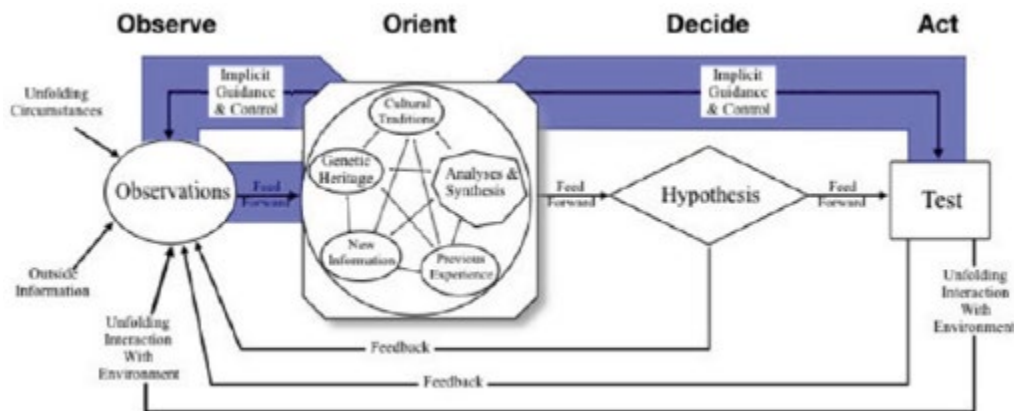 Observe
Orient
Decide
Act
Implicit
Guidance
& Control
Implicit
Guidance
& Control
Unfolding
Circumstances
Cultural
Traditions
Genetic
Heritage
Analyses &
Synthesis
New
Information
Previous
Experience
Observations
Feed
Forward
Feed
Forward
Hypothesis
Feed
Forward
Test
Outside
Information
Unfolding
Interaction
With
Environment
Unfolding
Interaction
With
Environment
Feedback
Feedback